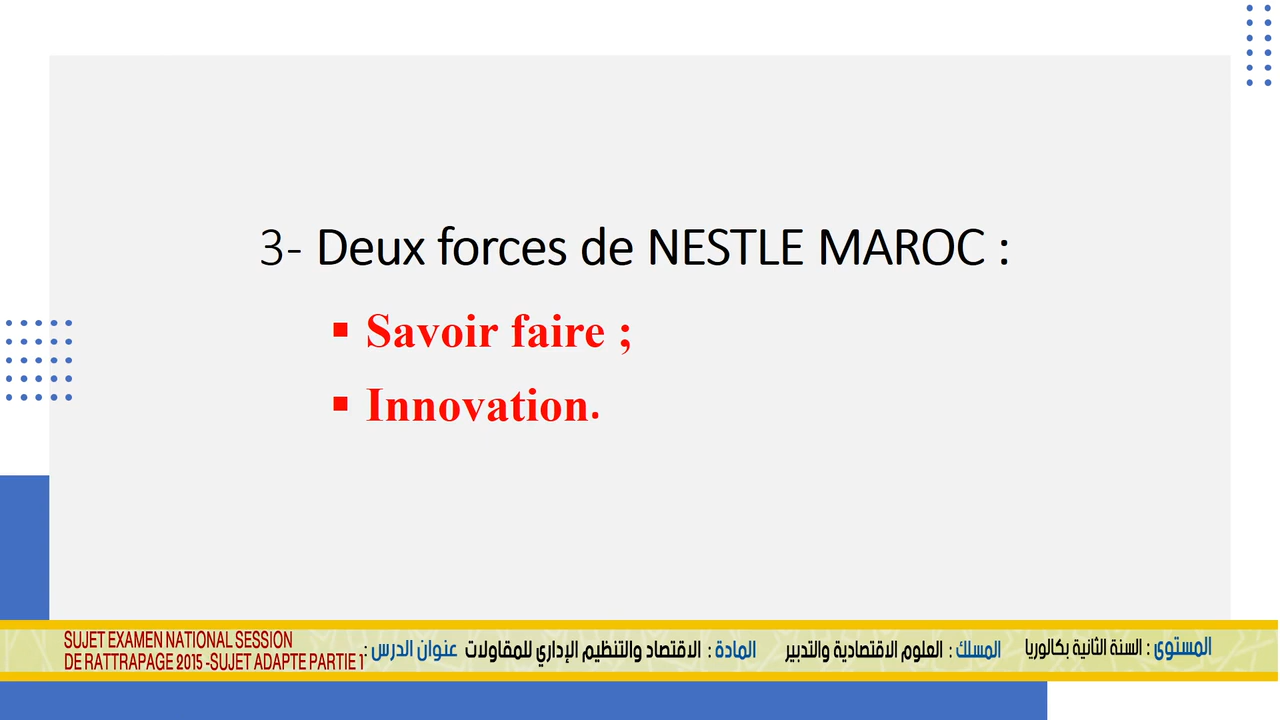 3- Deux forces de NESTLE MAROC :
▪ Savoir faire ;
▪ Innovation.
المستوى : السنة الثانية بكالوريا
المسلك : العلوم الاقتصادية والتدبير
المادة : الاقتصاد والتنظيم الإداري للمقاولات
عنوان الدرس :
SUJET EXAMEN NATIONAL SESSION
DE RATTRAPAGE 2015 -SUJET ADAPTE PARTIE 1